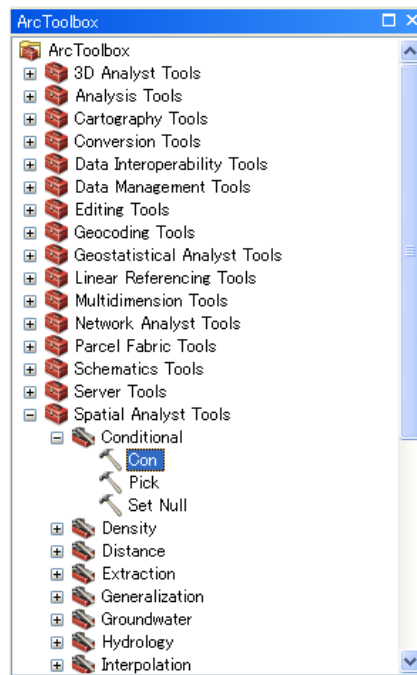 ArcToolbox
ArcToolbox
3D Analyst Tools
Analysis Tools
Cartography Tools
Conversion Tools
Data Interoperability Tools
Data Management Tools
Editing Tools
Geocoding Tools
Geostatistical Analyst Tools
Linear Referencing Tools
Multidimension Tools
Network Analyst Tools
Parcel Fabric Tools
Schematics Tools
Server Tools
Spatial Analyst Tools
Conditional
Con
Pick
Set Null
Density
Distance
Extraction
Generalization
Groundwater
Hydrology
Interpolation